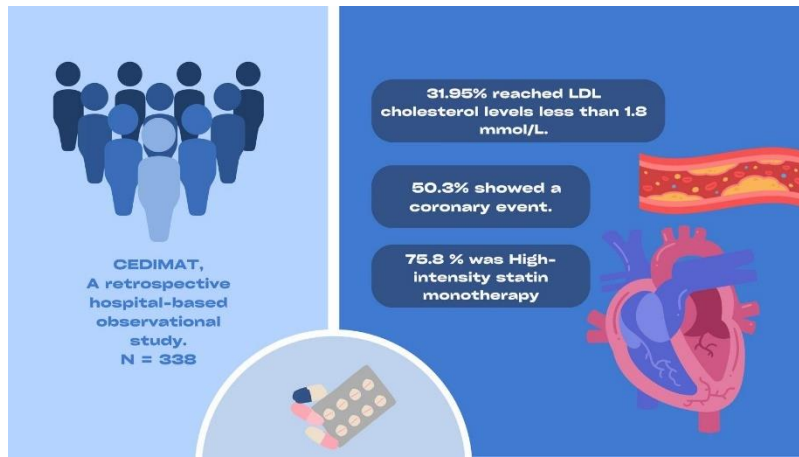 CEDIMAT,
A retrospective
hospital-based
observational
study.
N = 338
31.95% reached LDL
cholesterol levels less than 1.8
mmol/L.
50.3% showed a
coronary event.
75.8 % was High-
intensity statin
monotherapy